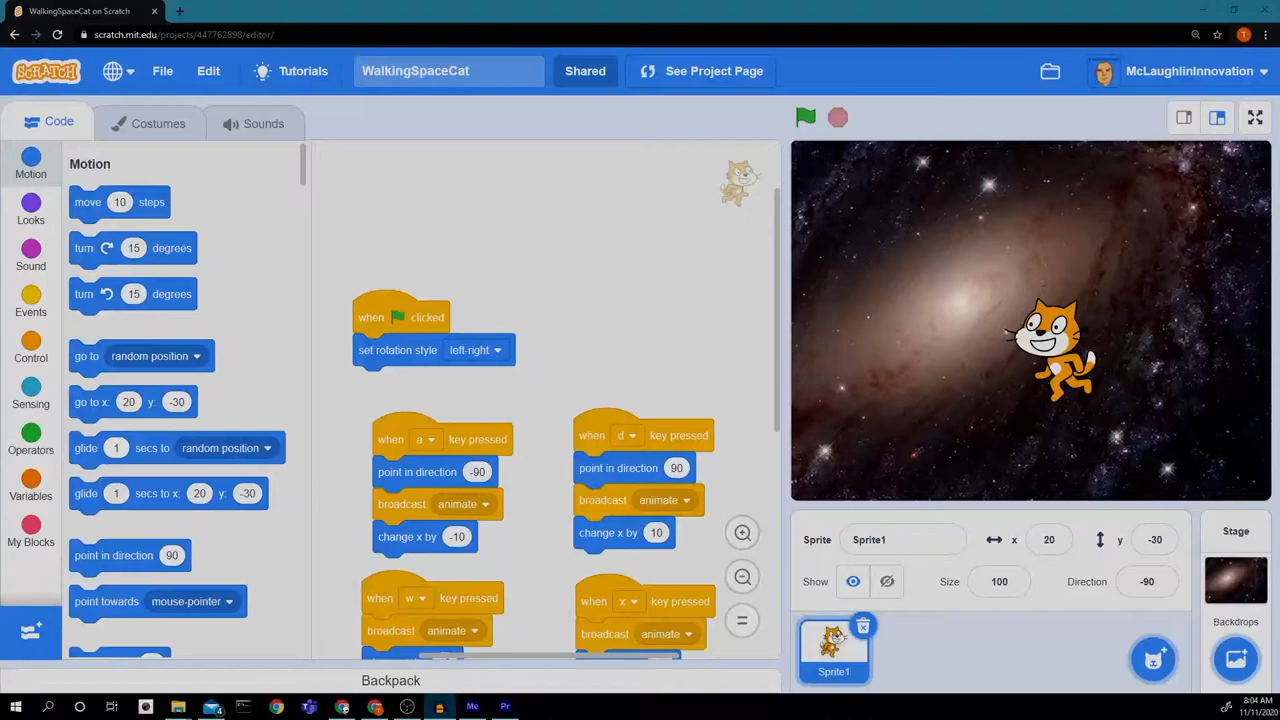 WalkingSpaceCat on Scratch
scratch.mit.edu/projects/447762898/editor/
T
SCRATCH
File
Edit
Tutorials
WalkingSpaceCat
Shared
See Project Page
McLaughlinInnovation
Code
Costumes
Sounds
Motion
Looks
Sound
Events
Control
Sensing
Operators
Variables
My Blocks
Motion
move 10 steps
turn 15 degrees
turn 15 degrees
go to random position
go to x: 20 y: -30
glide 1 secs to random position
glide 1 secs to x: 20 y: -30
point in direction 90
point towards mouse-pointer
when clicked
set rotation style left-right
when a key pressed
point in direction -90
broadcast animate
change x by -10
when d key pressed
point in direction 90
broadcast animate
change x by 10
when w key pressed
broadcast animate
when x key pressed
broadcast animate
Backpack
Sprite Sprite1 x 20 y -30
Show Size 100 Direction -90
Sprite1
Stage
Backdrops
Me
Pr
8:04 AM
11/11/2020